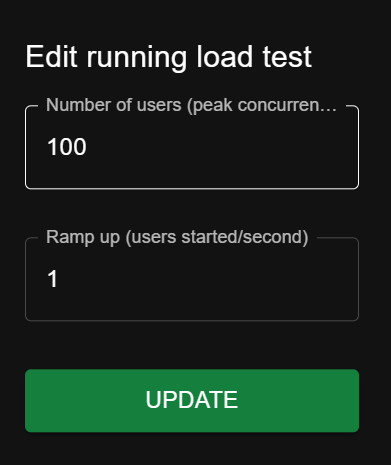 Edit running load test
Number of users (peak concurren…
100
Ramp up (users started/second)
1
UPDATE